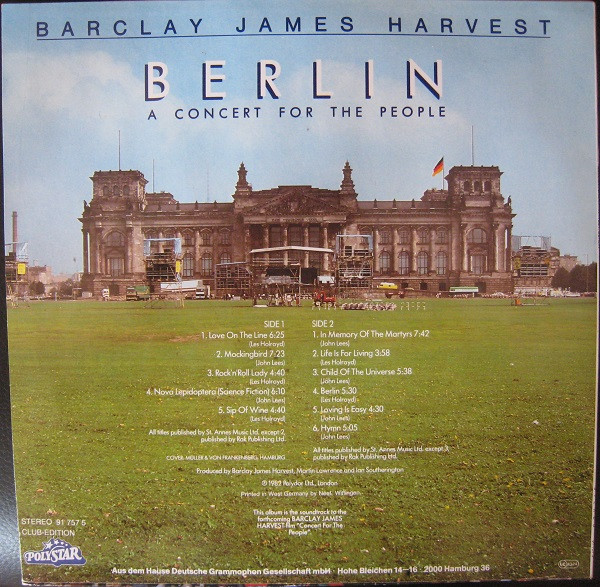 BARCLAY JAMES HARVEST
BERLIN
A CONCERT FOR THE PEOPLE
SIDE 1
1. Love On The Line 6:25
(Les Holroyd)
2. Mockingbird 7:23
(John Lees)
3. Rock'n'Roll Lady 4:40
(Les Holroyd)
4. Nova Lepidoptera (Science Fiction) 6:10
(John Lees)
5. Sip Of Wine 4:40
(Les Holroyd)
All titles published by St. Annes Music Ltd. except 2,
published by Rak Publishing Ltd.
SIDE 2
1. In Memory Of The Martyrs 7:42
(John Lees)
2. Life Is For Living 3:58
(Les Holroyd)
3. Child Of The Universe 5:38
(John Lees)
4. Berlin 5:30
(Les Holroyd)
5. Loving Is Easy 4:30
(John Lees)
6. Hymn 5:05
(John Lees)
All titles published by St. Annes Music Ltd. except 3,
published by Rak Publishing Ltd.
COVER: MÜLLER & VON FRANKENBERG, HAMBURG
Produced by Barclay James Harvest, Martin Lawrence and Ian Southerington
℗ 1982 Polydor Ltd., London
Printed in West Germany by Neef, Wittingen
This album is the soundtrack to the
forthcoming BARCLAY JAMES
HARVEST film "Concert For The
People"
STEREO 91 757 5
CLUB-EDITION
POLYSTAR
Aus dem Hause Deutsche Grammophon Gesellschaft mbH · Hohe Bleichen 14-16 · 2000 Hamburg 36